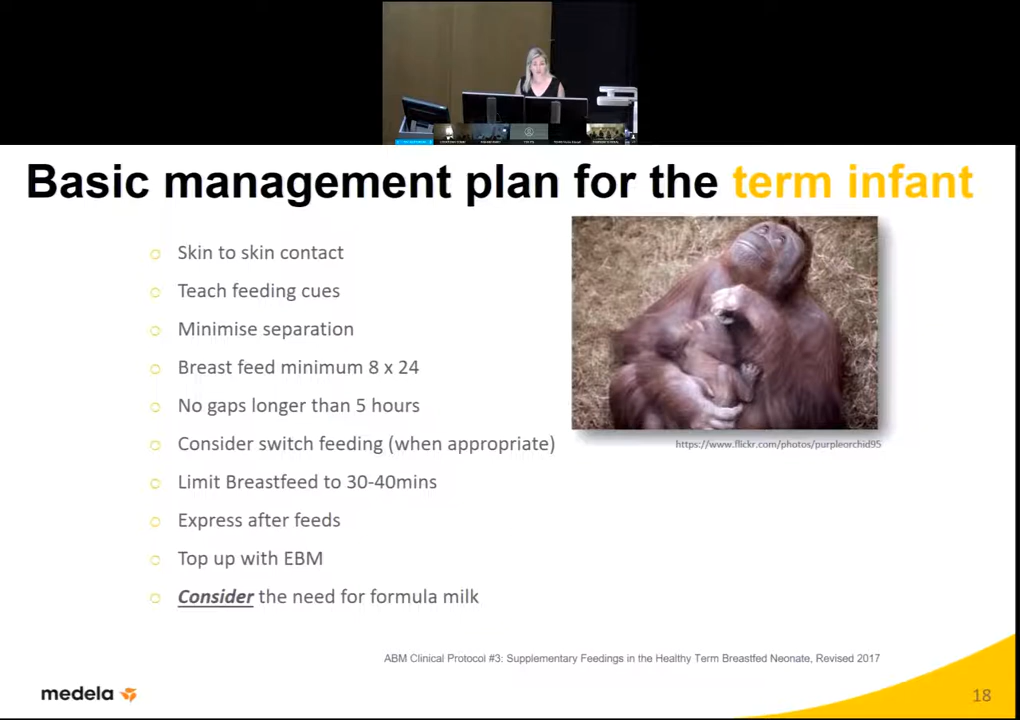 Basic management plan for the term infant
Skin to skin contact
Teach feeding cues
Minimise separation
Breast feed minimum 8 x 24
No gaps longer than 5 hours
Consider switch feeding (when appropriate)
Limit Breastfeed to 30-40mins
Express after feeds
Top up with EBM
Consider the need for formula milk
https://www.flickr.com/photos/purpleorchid95
ABM Clinical Protocol #3: Supplementary Feedings in the Healthy Term Breastfed Neonate, Revised 2017
medela
18